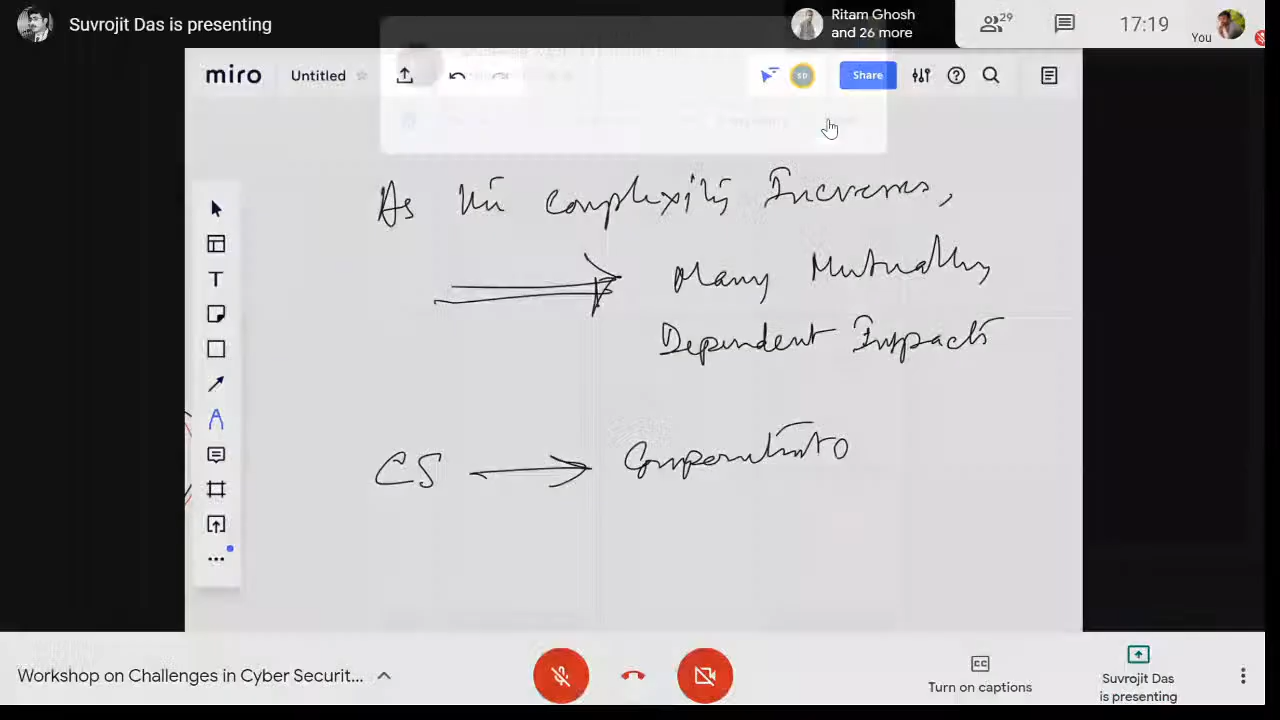 Suvrojit Das is presenting
Ritam Ghosh
and 26 more
29
17:19
You
miro
Untitled
SD
Share
As the complexity Increases,
Many Mutually
Dependent Impacts
CS
Workshop on Challenges in Cyber Securit...
Turn on captions
Suvrojit Das
is presenting